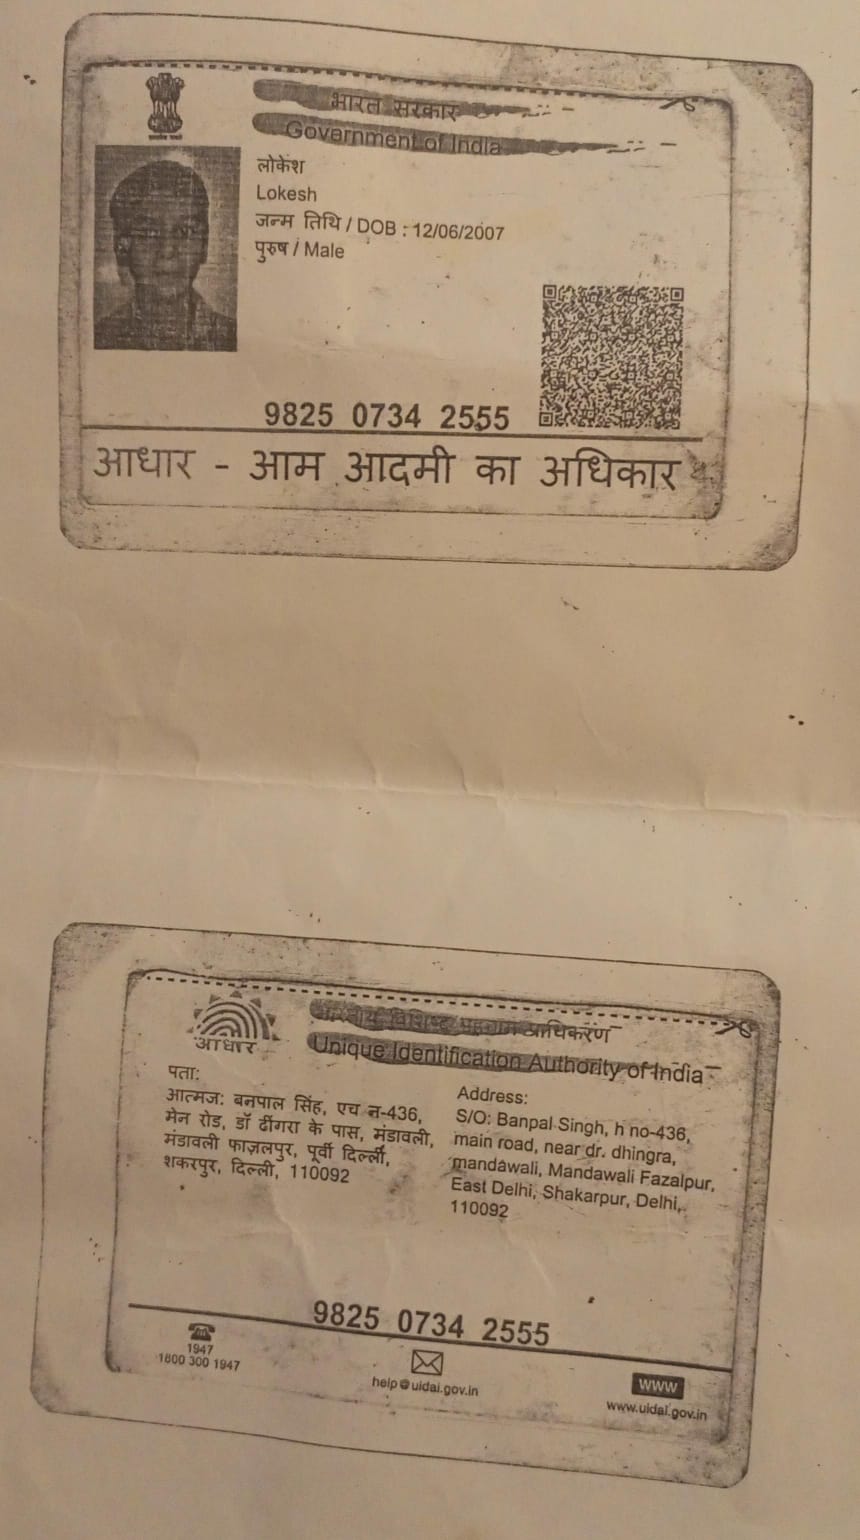 भारत सरकार
Government of India
लोकेश
Lokesh
जन्म तिथि / DOB : 12/06/2007
पुरुष / Male
9825 0734 2555
आधार - आम आदमी का अधिकार
आधार
भारतीय विशिष्ट पहचान प्राधिकरण
Unique Identification Authority of India
पता:
आत्मज: बनपाल सिंह, एच न-436,
मेन रोड, डॉ ढींगरा के पास, मंडावली,
मंडावली फाज़लपुर, पूर्वी दिल्ली,
शकरपुर, दिल्ली, 110092
Address:
S/O: Banpal Singh, h no-436,
main road, near dr. dhingra,
mandawali, Mandawali Fazalpur,
East Delhi, Shakarpur, Delhi,
110092
9825 0734 2555
1947
1800 300 1947
help@uidai.gov.in
www
www.uidai.gov.in